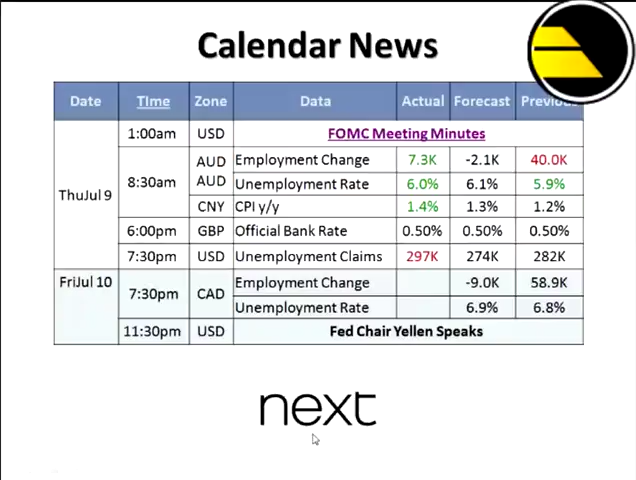 Calendar News
Date TIme Zone Data Actual Forecast Previous
ThuJul 9 1:00am USD FOMC Meeting Minutes
8:30am AUD Employment Change 7.3K -2.1K 40.0K
AUD Unemployment Rate 6.0% 6.1% 5.9%
CNY CPI y/y 1.4% 1.3% 1.2%
6:00pm GBP Official Bank Rate 0.50% 0.50% 0.50%
7:30pm USD Unemployment Claims 297K 274K 282K
FriJul 10 7:30pm CAD Employment Change -9.0K 58.9K
Unemployment Rate 6.9% 6.8%
11:30pm USD Fed Chair Yellen Speaks
next